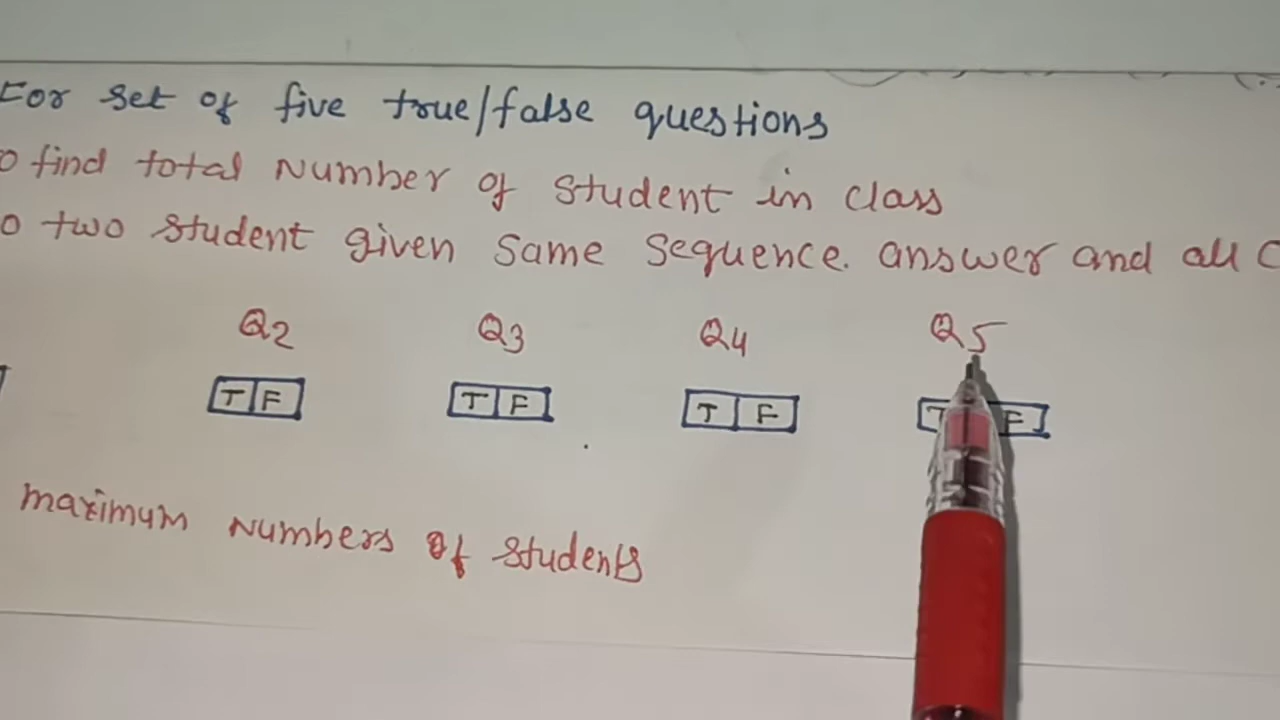 For set of five true/false questions
o find total Number of student in class
o two student given same sequence. answer and all C
Q2 Q3 Q4 Q5
T F T F T F T F
maximum numbers of students